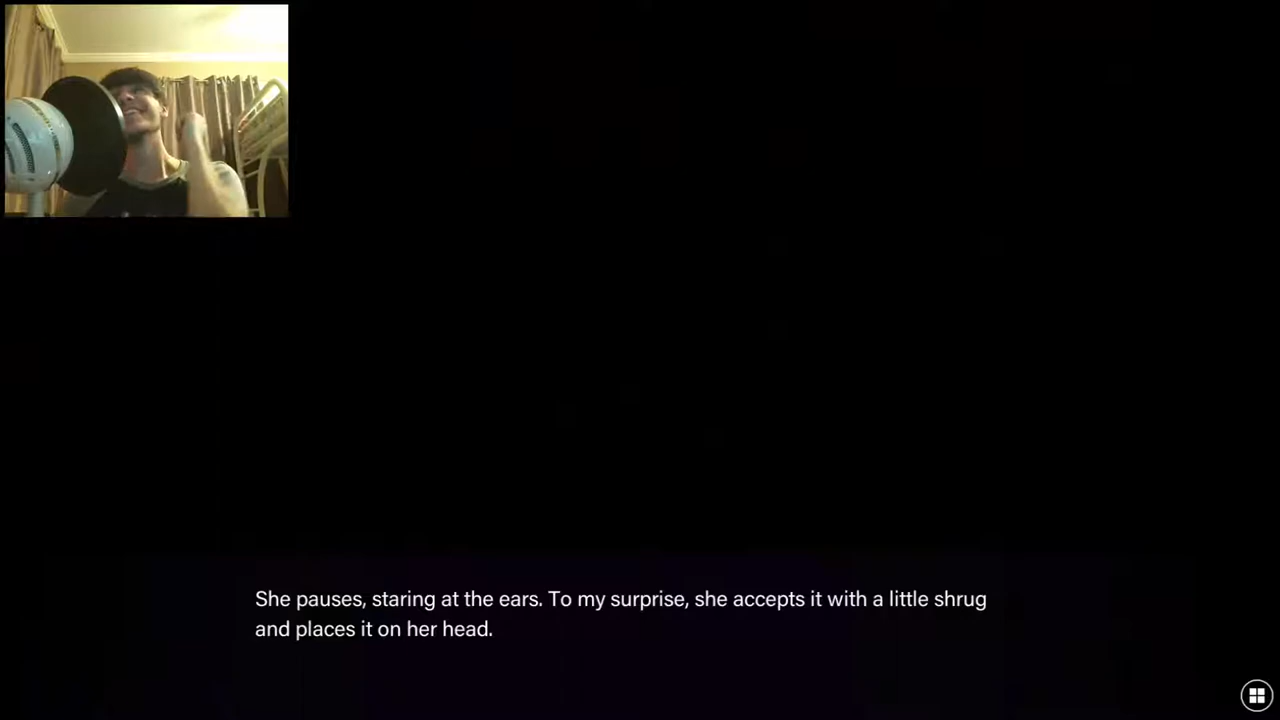 She pauses, staring at the ears. To my surprise, she accepts it with a little shrug
and places it on her head.